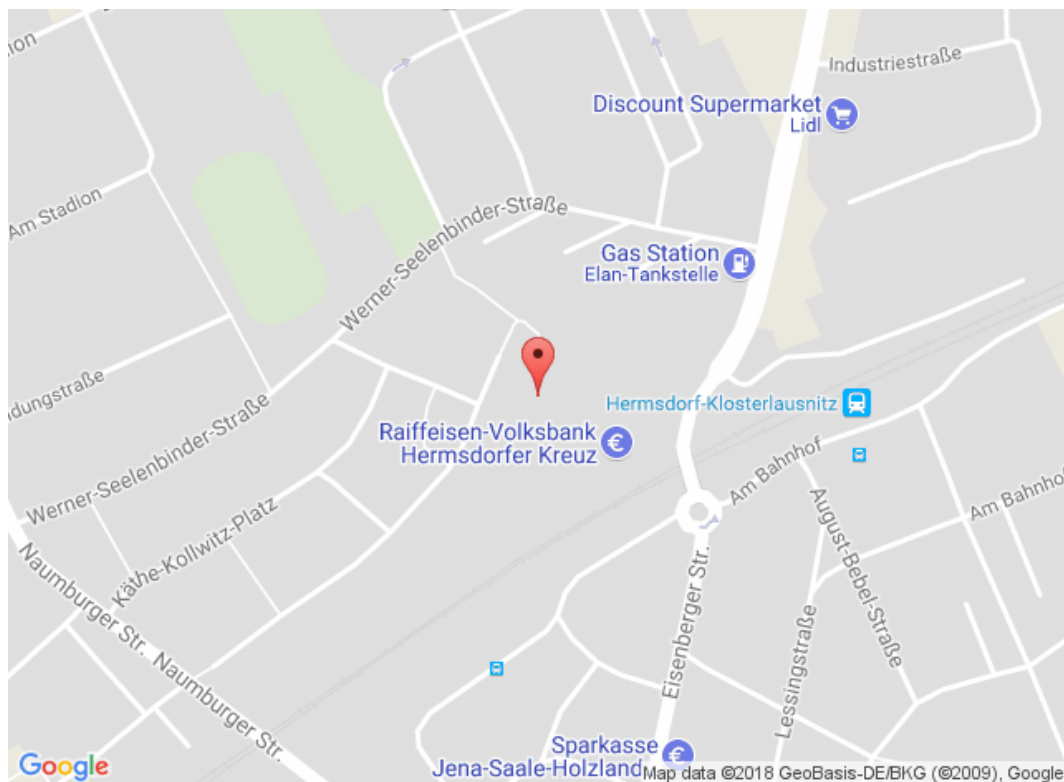 Industriestraße
Discount Supermarket
Lidl
Am Stadion
Werner-Seelenbinder-Straße
Gas Station
Elan-Tankstelle
Hermsdorf-Klosterlausnitz
Raiffeisen-Volksbank
Hermsdorfer Kreuz
Werner-Seelenbinder-Straße
Am Bahnhof
Am Bahnhof
Käthe-Kollwitz-Platz
August-Bebel-Straße
Naumburger Str.
Naumburger Str.
Eisenberger Str.
Lessingstraße
Sparkasse
Jena-Saale-Holzland
Google
Map data ©2018 GeoBasis-DE/BKG (©2009), Google